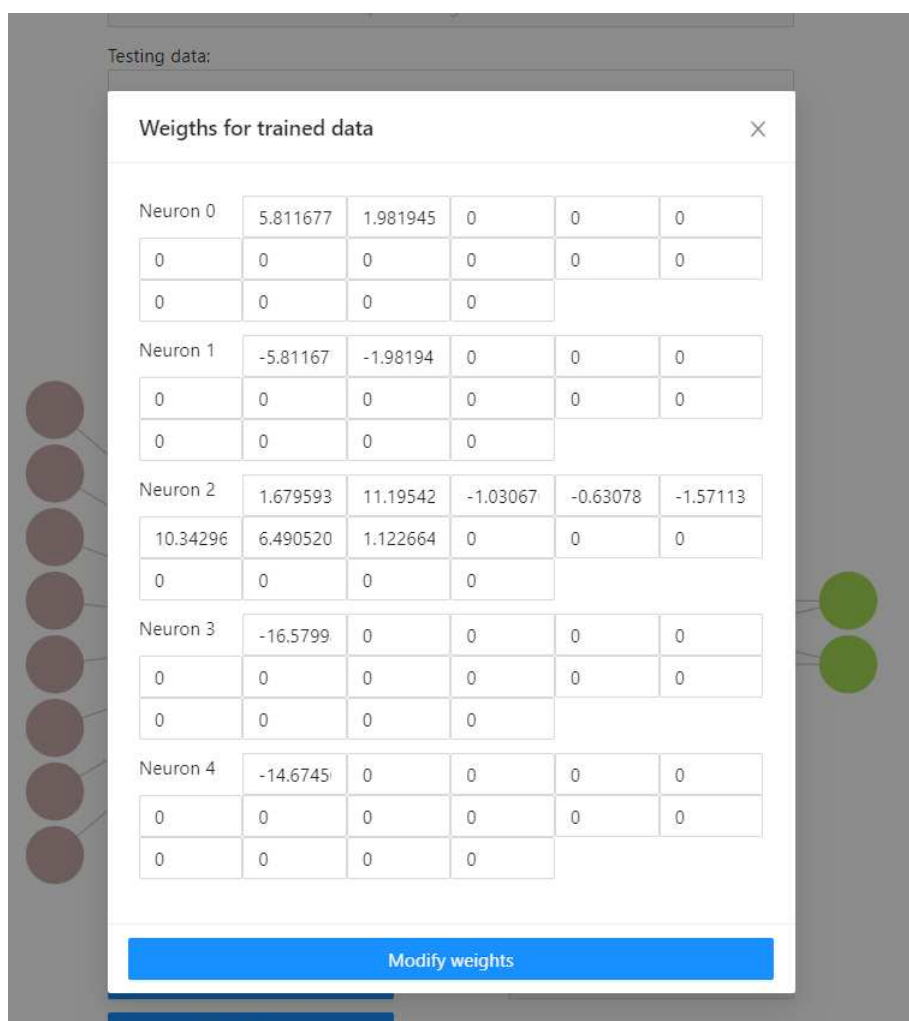 Testing data:
Weigths for trained data
Neuron 0 5.811677 1.981945 0 0 0
0 0 0 0 0 0
0 0 0 0
Neuron 1 -5.81167 -1.98194 0 0 0
0 0 0 0 0 0
0 0 0 0
Neuron 2 1.679593 11.19542 -1.03067 -0.63078 -1.57113
10.34296 6.490520 1.122664 0 0 0
0 0 0 0
Neuron 3 -16.5799 0 0 0 0
0 0 0 0 0 0
0 0 0 0
Neuron 4 -14.6745 0 0 0 0
0 0 0 0 0 0
0 0 0 0
Modify weights